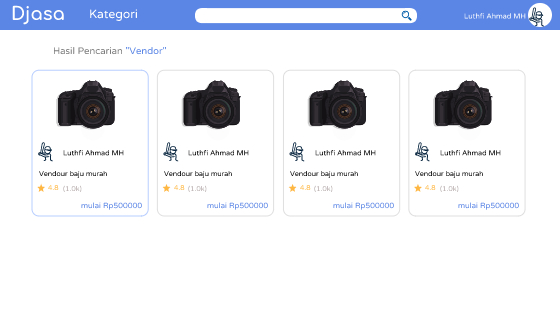 Djasa Kategori Luthfi Ahmad MH
Hasil Pencarian "Vendor"
Luthfi Ahmad MH Luthfi Ahmad MH Luthfi Ahmad MH Luthfi Ahmad MH
Vendour baju murah Vendour baju murah Vendour baju murah Vendour baju murah
4.8 (1.0k) 4.8 (1.0k) 4.8 (1.0k) 4.8 (1.0k)
mulai Rp500000 mulai Rp500000 mulai Rp500000 mulai Rp500000